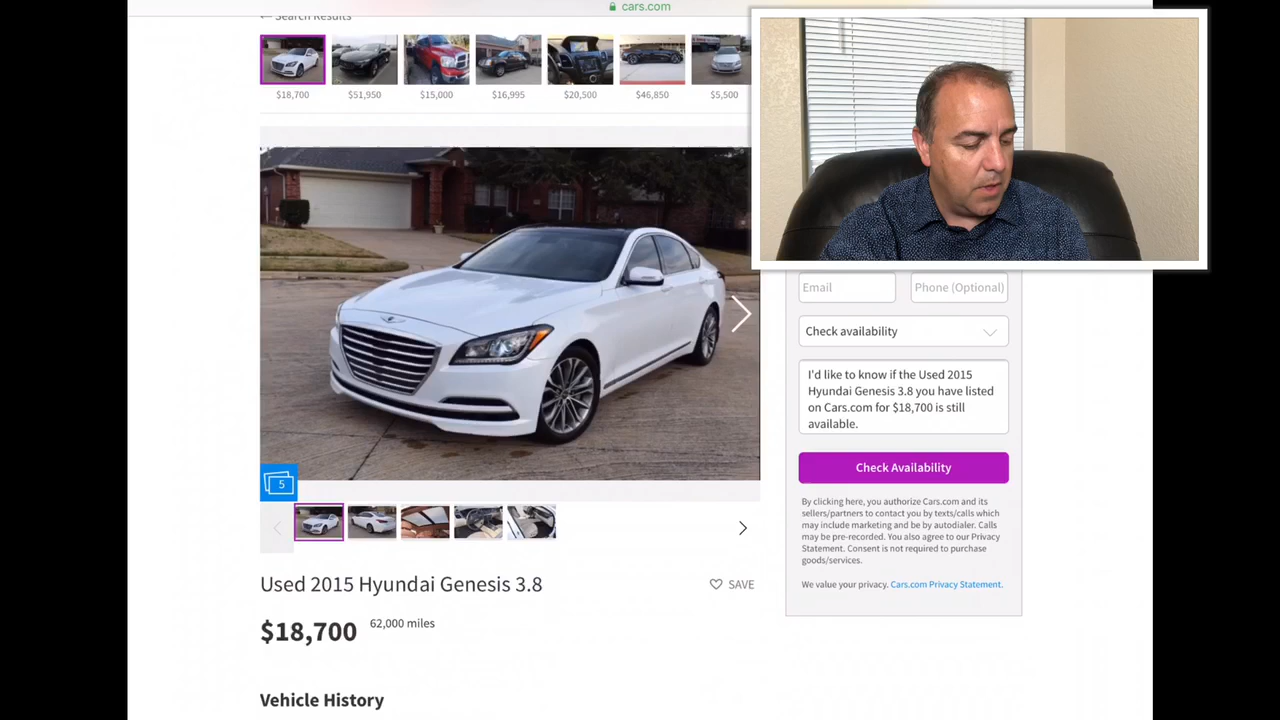 cars.com
Search Results
$18,700 $51,950 $15,000 $16,995 $20,500 $46,850 $5,500
Email Phone (Optional)
Check availability
I'd like to know if the Used 2015
Hyundai Genesis 3.8 you have listed
on Cars.com for $18,700 is still
available.
Check Availability
By clicking here, you authorize Cars.com and its
sellers/partners to contact you by texts/calls which
may include marketing and be by autodialer. Calls
may be pre-recorded. You also agree to our Privacy
Statement. Consent is not required to purchase
goods/services.
We value your privacy. Cars.com Privacy Statement.
5
Used 2015 Hyundai Genesis 3.8
SAVE
$18,700 62,000 miles
Vehicle History